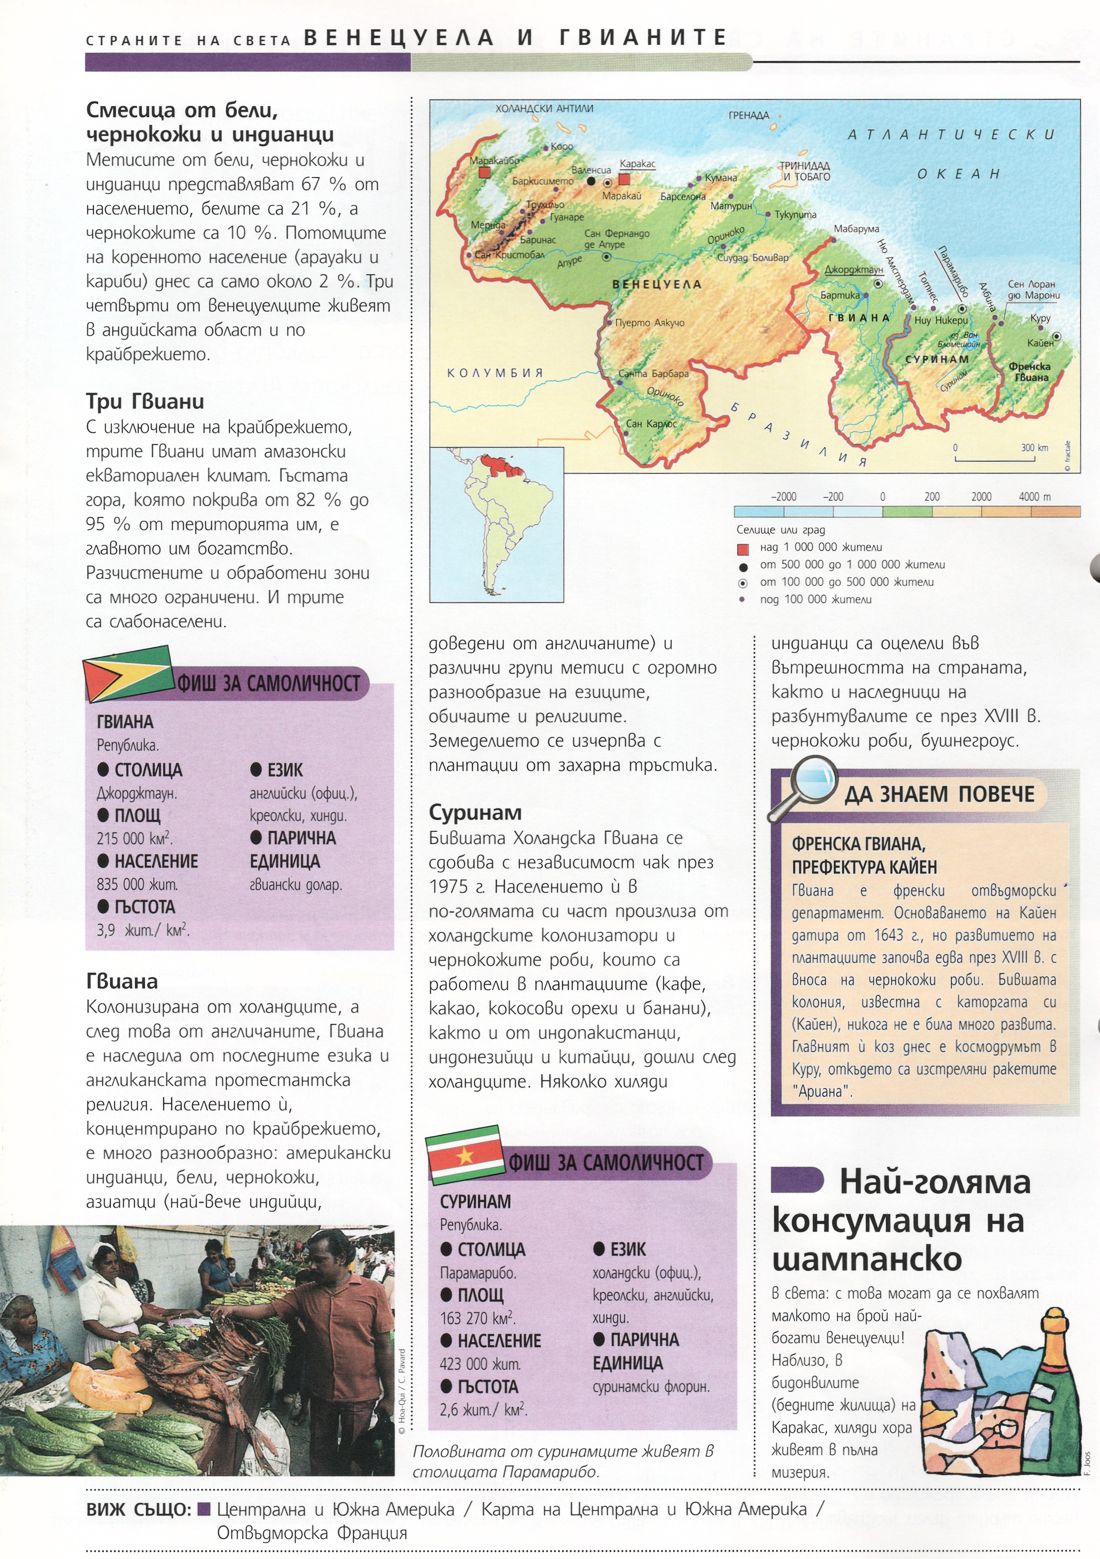 СТРАНИТЕ НА СВЕТА ВЕНЕЦУЕЛА И ГВИАНИТЕ
Смесица от бели,
чернокожи и индианци
Метисите от бели, чернокожи и
индианци представляват 67 % от
населението, белите са 21 %, а
чернокожите са 10 %. Потомците
на коренното население (арауаки и
кариби) днес са само около 2 %. Три
четвърти от венецуелците живеят
в андийската област и по
крайбрежието.
Три Гвиани
С изключение на крайбрежието,
трите Гвиани имат амазонски
екваториален климат. Гъстата
гора, която покрива от 82 % до
95 % от територията им, е
главното им богатство.
Разчистените и обработени зони
са много ограничени. И трите
са слабонаселени.
ФИШ ЗА САМОЛИЧНОСТ
ГВИАНА
Република.
● СТОЛИЦА
Джорджтаун.
● ПЛОЩ
215 000 км².
● НАСЕЛЕНИЕ
835 000 жит.
● ГЪСТОТА
3,9 жит./ км².
● ЕЗИК
английски (офиц.),
креолски, хинди.
● ПАРИЧНА
ЕДИНИЦА
гвиански долар.
Гвиана
Колонизирана от холандците, а
след това от англичаните, Гвиана
е наследила от последните езика и
англиканската протестантска
религия. Населението ѝ,
концентрирано по крайбрежието,
е много разнообразно: американски
индианци, бели, чернокожи,
азиатци (най-вече индийци,
© Hoa-Qui / C. Pavard
ХОЛАНДСКИ АНТИЛИ
ГРЕНАДА
АТЛАНТИЧЕСКИ
ОКЕАН
ТРИНИДАД
И ТОБАГО
Коро
Маракайбо
Валенсиа
Каракас
Баркисимето
Маракай
Кумана
Барселона
Матурин
Тукупита
Трухильо
Гуанаре
Мерида
Баринас
Сан Фернандо
де Апуре
Ориноко
Сан Кристобал
Апуре
Сиудад Боливар
Мабарума
ВЕНЕЦУЕЛА
Джорджтаун
Ню Амстердам
Тотнес
Парамарибо
Албина
Сен Лоран
дю Марони
Бартика
ГВИАНА
Ниу Никери
Куру
Кайен
Пуерто Аякучо
яз. Ван
Бломещайн
СУРИНАМ
Суринам
Френска
Гвиана
КОЛУМБИЯ
Санта Барбара
Ориноко
Сан Карлос
БРАЗИЛИЯ
0 300 km
© fractale
–2000 –200 0 200 2000 4000 m
Селище или град
над 1 000 000 жители
от 500 000 до 1 000 000 жители
от 100 000 до 500 000 жители
под 100 000 жители
доведени от англичаните) и
различни групи метиси с огромно
разнообразие на езиците,
обичаите и религиите.
Земеделието се изчерпва с
плантации от захарна тръстика.
Суринам
Бившата Холандска Гвиана се
сдобива с независимост чак през
1975 г. Населението ѝ в
по-голямата си част произлиза от
холандските колонизатори и
чернокожите роби, които са
работели в плантациите (кафе,
какао, кокосови орехи и банани),
както и от индопакистанци,
индонезийци и китайци, дошли след
холандците. Няколко хиляди
ФИШ ЗА САМОЛИЧНОСТ
СУРИНАМ
Република.
● СТОЛИЦА
Парамарибо.
● ПЛОЩ
163 270 км².
● НАСЕЛЕНИЕ
423 000 жит.
● ГЪСТОТА
2,6 жит./ км².
● ЕЗИК
холандски (офиц.),
креолски, английски,
хинди.
● ПАРИЧНА
ЕДИНИЦА
суринамски флорин.
Половината от суринамците живеят в
столицата Парамарибо.
индианци са оцелели във
вътрешността на страната,
както и наследници на
разбунтувалите се през XVIII в.
чернокожи роби, бушнегроус.
ДА ЗНАЕМ ПОВЕЧЕ
ФРЕНСКА ГВИАНА,
ПРЕФЕКТУРА КАЙЕН
Гвиана е френски отвъдморски
департамент. Основаването на Кайен
датира от 1643 г., но развитието на
плантациите започва едва през XVIII в. с
вноса на чернокожи роби. Бившата
колония, известна с каторгата си
(Кайен), никога не е била много развита.
Главният ѝ коз днес е космодрумът в
Куру, откъдето са изстреляни ракетите
"Ариана".
Най-голяма
консумация на
шампанско
в света: с това могат да се похвалят
малкото на брой най-
богати венецуелци!
Наблизо, в
бидонвилите
(бедните жилища) на
Каракас, хиляди хора
живеят в пълна
мизерия.
F. Joos
ВИЖ СЪЩО: Централна и Южна Америка / Карта на Централна и Южна Америка /
Отвъдморска Франция